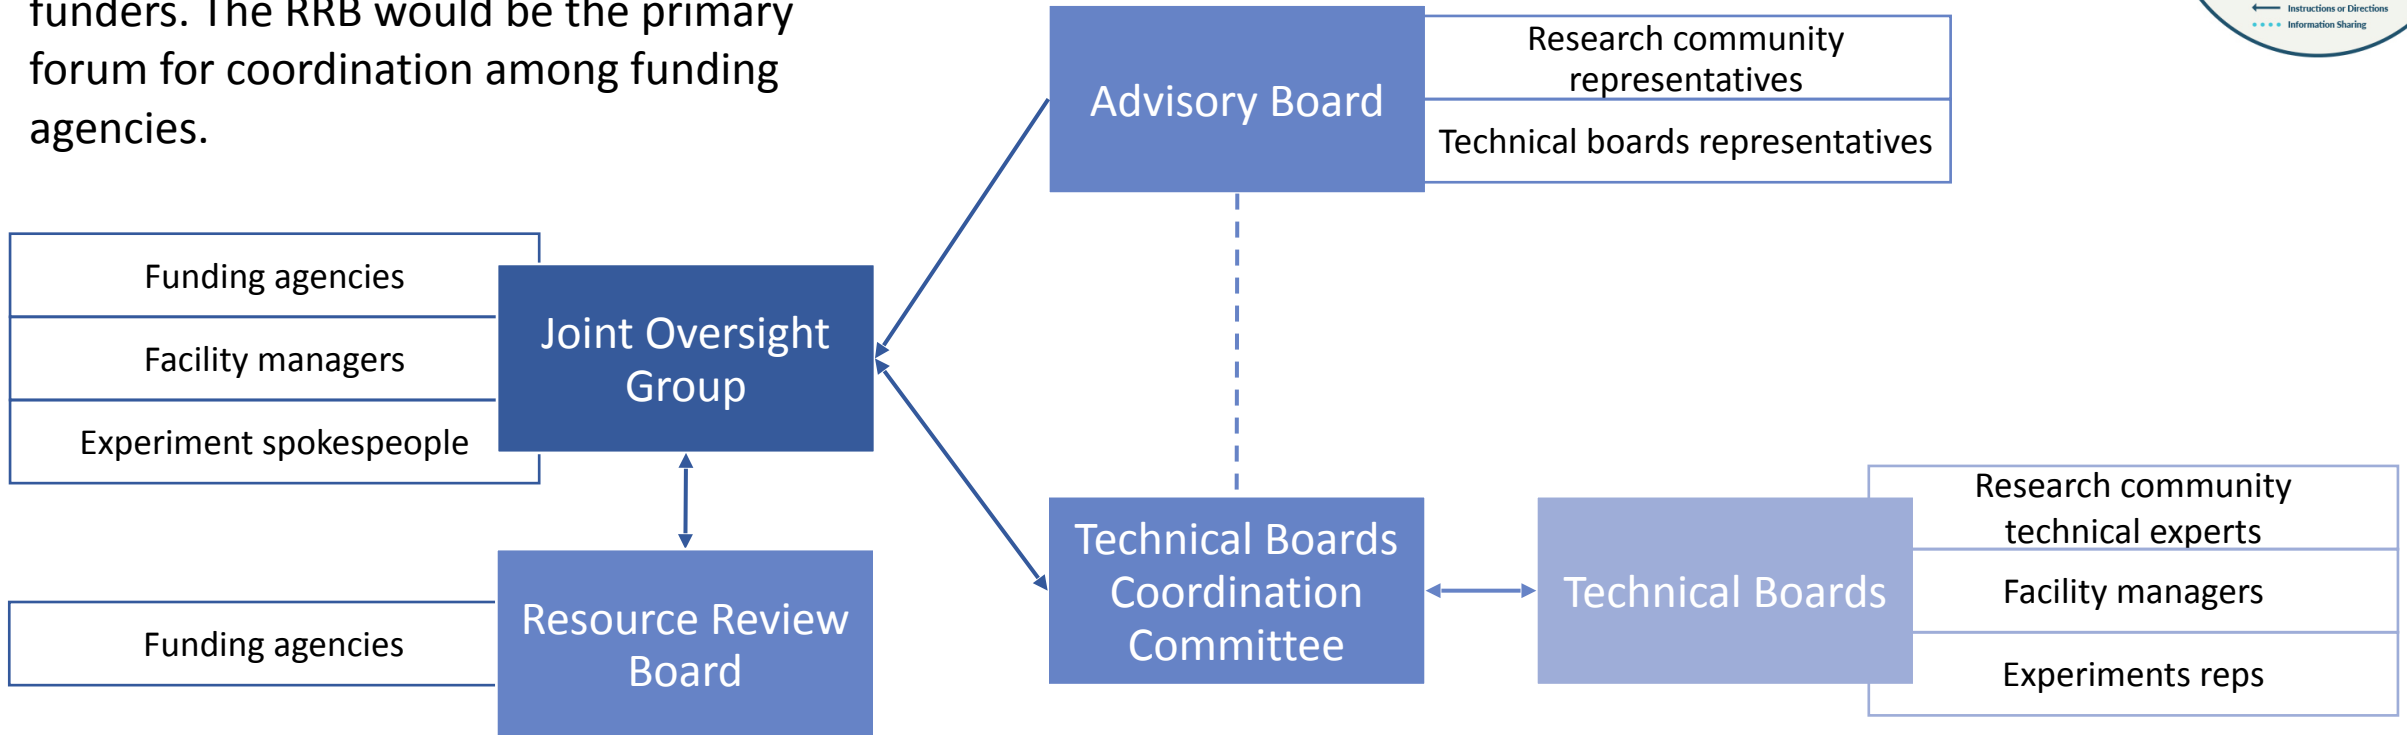 funders. The RRB would be the primary
forum for coordination among funding
agencies.
Instructions or Directions
Information Sharing
Advisory Board
Research community
representatives
Technical boards representatives
Funding agencies
Facility managers
Experiment spokespeople
Joint Oversight
Group
Funding agencies
Resource Review
Board
Technical Boards
Coordination
Committee
Technical Boards
Research community
technical experts
Facility managers
Experiments reps